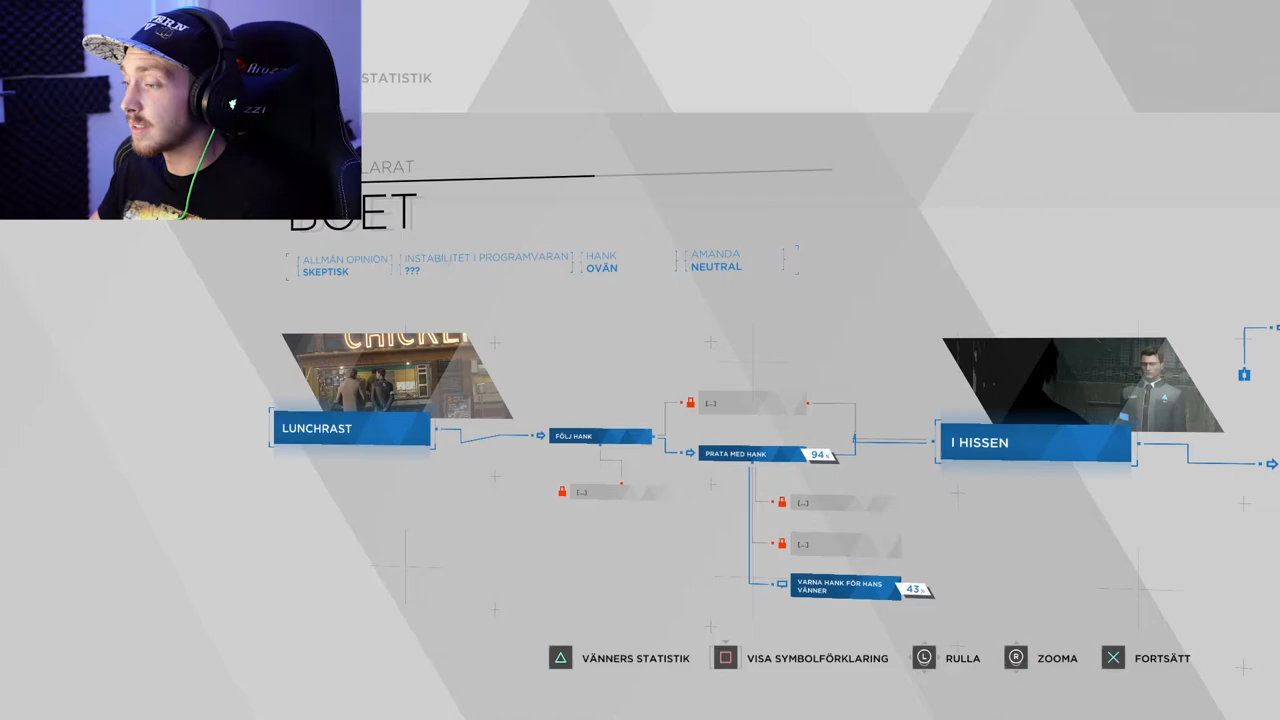 STATISTIK
LARAT
BOET
ALLMÄN OPINION
SKEPTISK
INSTABILITET I PROGRAMVARAN
???
HANK
OVÄN
AMANDA
NEUTRAL
CHICKE
LUNCHRAST
FÖLJ HANK
[...]
[...]
PRATA MED HANK
94%
[...]
[...]
VARNA HANK FÖR HANS
VÄNNER
43%
I HISSEN
VÄNNERS STATISTIK
VISA SYMBOLFÖRKLARING
L
RULLA
R
ZOOMA
FORTSÄTT